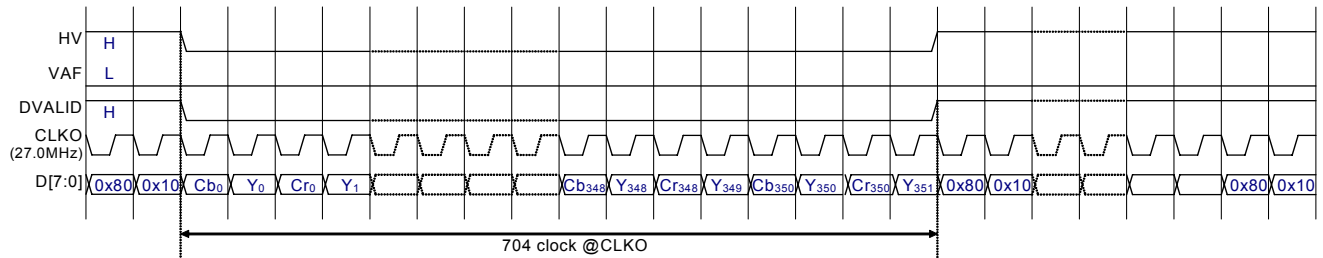 HV H
VAF L
DVALID H
CLKO
(27.0MHz)
D[7:0] 0x80 0x10 Cb0 Y0 Cr0 Y1 Cb348 Y348 Cr348 Y349 Cb350 Y350 Cr350 Y351 0x80 0x10 0x80 0x10
704 clock @CLKO